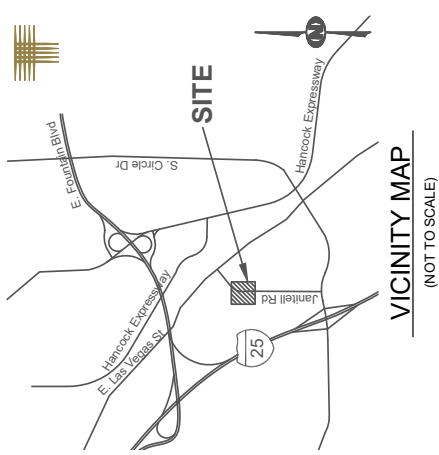 N
SITE
E. Fountain Blvd
S. Circle Dr
Hancock Expressway
Hancock Expressway
E. Las Vegas St
Janitell Rd
25
VICINITY MAP
(NOT TO SCALE)